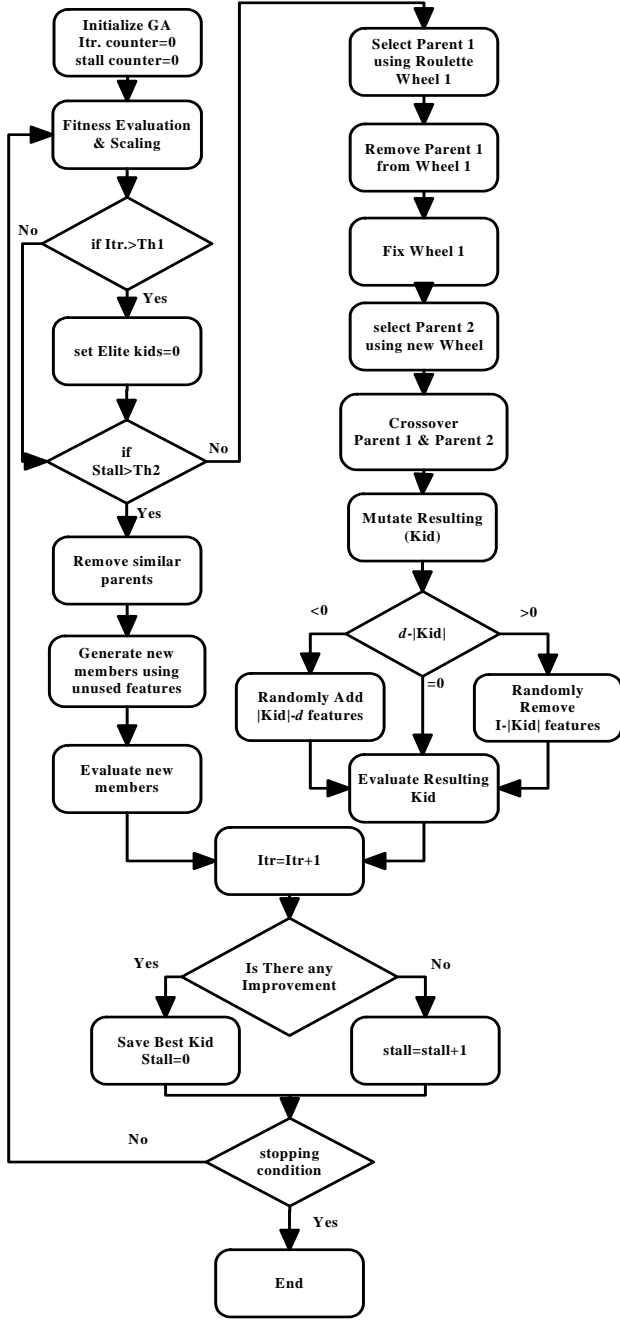 Initialize GA
Itr. counter=0
stall counter=0
Fitness Evaluation
& Scaling
No
if Itr.>Th1
Yes
set Elite kids=0
if
Stall>Th2
No
Yes
Remove similar
parents
Generate new
members using
unused features
Evaluate new
members
Select Parent 1
using Roulette
Wheel 1
Remove Parent 1
from Wheel 1
Fix Wheel 1
select Parent 2
using new Wheel
Crossover
Parent 1 & Parent 2
Mutate Resulting
(Kid)
<0
>0
d-|Kid|
=0
Randomly Add
|Kid|-d features
Randomly
Remove
I-|Kid| features
Evaluate Resulting
Kid
Itr=Itr+1
Yes
Is There any
Improvement
No
Save Best Kid
Stall=0
stall=stall+1
No
stopping
condition
Yes
End